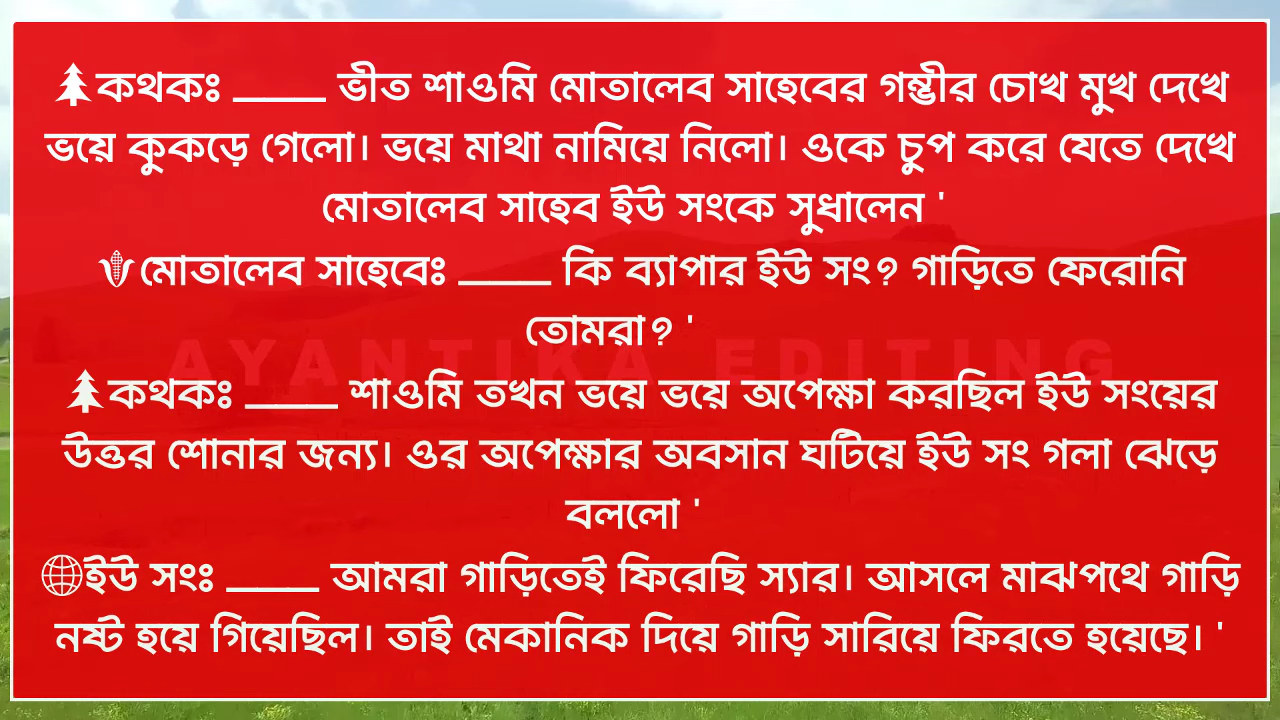 🌲কথকঃ _____ ভীত শাওমি মোতালেব সাহেবের গম্ভীর চোখ মুখ দেখে
ভয়ে কুকড়ে গেলো। ভয়ে মাথা নামিয়ে নিলো। ওকে চুপ করে যেতে দেখে
মোতালেব সাহেব ইউ সংকে সুধালেন '
🌽মোতালেব সাহেবেঃ _____ কি ব্যাপার ইউ সং? গাড়িতে ফেরোনি
তোমরা? '
AYANTIKA EDITING
🌲কথকঃ _____ শাওমি তখন ভয়ে ভয়ে অপেক্ষা করছিল ইউ সংয়ের
উত্তর শোনার জন্য। ওর অপেক্ষার অবসান ঘটিয়ে ইউ সং গলা ঝেড়ে
বললো '
🌐ইউ সংঃ _____ আমরা গাড়িতেই ফিরেছি স্যার। আসলে মাঝপথে গাড়ি
নষ্ট হয়ে গিয়েছিল। তাই মেকানিক দিয়ে গাড়ি সারিয়ে ফিরতে হয়েছে। '